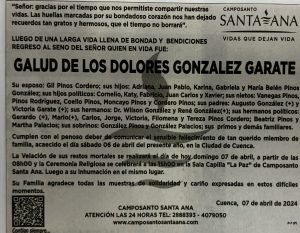 "Señor: gracias por el tiempo que nos permitiste compartir nuestras
vidas. Las huellas marcadas por su bondadoso corazón nos han dejado
recuerdos tan gratos y hermosos, que el tiempo no borrará".
CAMPOSANTO
SANTA ANA
VIDAS QUE DEJAN VIDA
LUEGO DE UNA LARGA VIDA LLENA DE BONDAD Y BENDICIONES
REGRESO AL SENO DEL SEÑOR QUIEN EN VIDA FUE:
GALUD DE LOS DOLORES GONZALEZ GARATE
Su esposo: Gil Pinos Cordero; sus hijos: Adriana, Juan Pablo, Karina, Gabriela y María Belén Pinos
González; sus hijos políticos: Cornelio, Katy, Patricio, Juan Carlos y Xavier; sus nietos: Vanegas Pinos,
Pinos Rodríguez, Coello Pinos, Moncayo Pinos y Cordero Pinos; sus padres: Augusto González (+) y
Victoria Garate (+); sus hermanos: Dr. Wilson González y René González(+); sus hermanos políticos:
Gerardo (+), Mario(+), Carlos, Jorge, Victoria, Filomena y Tereza Pinos Cordero; Beatriz Pinos y
Martha Palacios; sus sobrinos: González Pinos y González Palacios; sus primos y demás familiares.
Cumplen con el penoso deber de comunicar el sensible fallecimiento de tan querido miembro de
familia, acaecido el día sábado 06 de abril del presente año, en la Ciudad de Cuenca.
La Velación de sus restos mortales se realizará el día de hoy domingo 07 de abril, a partir de las
08h00 y la Ceremonia Religiosa se celebrará a las 15h00 en la Sala Capilla "La Paz" de Camposanto
Santa Ana. Luego su inhumación en el mismo lugar.
Su Familia agradece todas las muestras de solidaridad y cariño expresadas en estos difíciles
momentos.
Cuenca, 07 de abril de 2024
CAMPOSANTO SANTA ANA
ATENCIÓN LAS 24 HORAS TEL: 2888393 - 4079050
www.camposantosantaana.com